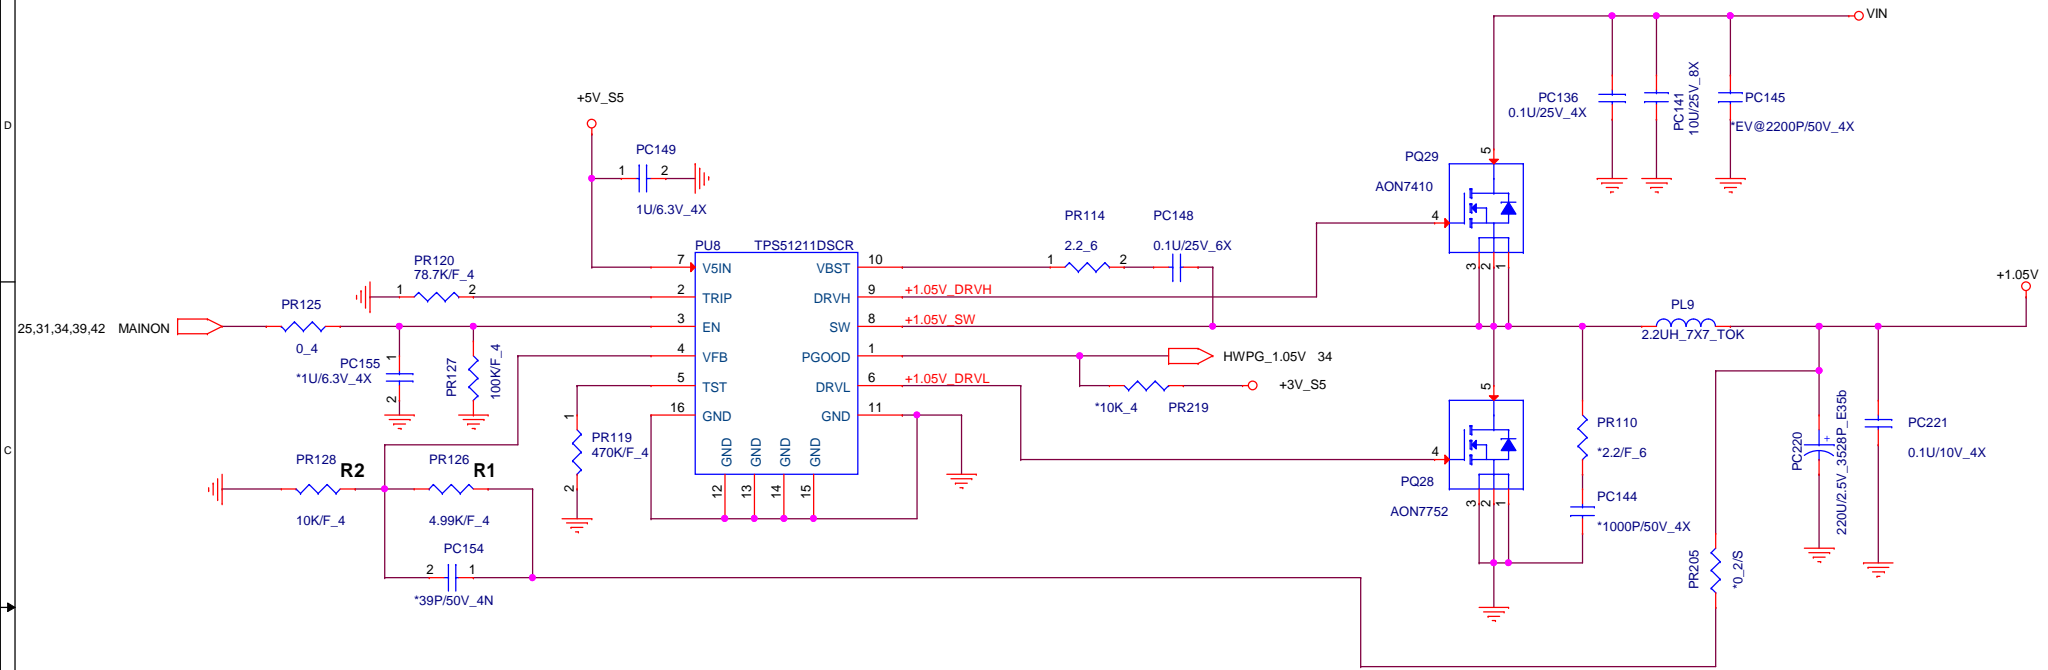 VIN
D
+5V_S5
PC149
1 2
1U/6.3V_4X
PC136
0.1U/25V_4X
PC141
10U/25V_8X
PC145
*EV@2200P/50V_4X
PQ29
AON7410
5
4
3 2 1
PR114
2.2_6
1 2
PC148
0.1U/25V_6X
PU8 TPS51211DSCR
7 V5IN VBST 10
2 TRIP DRVH 9 +1.05V_DRVH
3 EN SW 8 +1.05V_SW
4 VFB PGOOD 1
5 TST DRVL 6 +1.05V_DRVL
16 GND GND 11
GND GND GND GND
12 13 14 15
PR120
78.7K/F_4
1 2
PR125
0_4
25,31,34,39,42 MAINON
PC155
*1U/6.3V_4X
1
2
PR127
100K/F_4
HWPG_1.05V 34
*10K_4 PR219
+3V_S5
PL9
2.2UH_7X7_TOK
+1.05V
C
PR119
470K/F_4
1
2
PR128
R2
10K/F_4
PR126
R1
4.99K/F_4
PC154
2 1
*39P/50V_4N
PQ28
AON7752
5
4
3 2 1
PR110
*2.2/F_6
PC144
*1000P/50V_4X
PR205
*0_2/S
PC220
+
220U/2.5V_3528P_E35b
PC221
0.1U/10V_4X